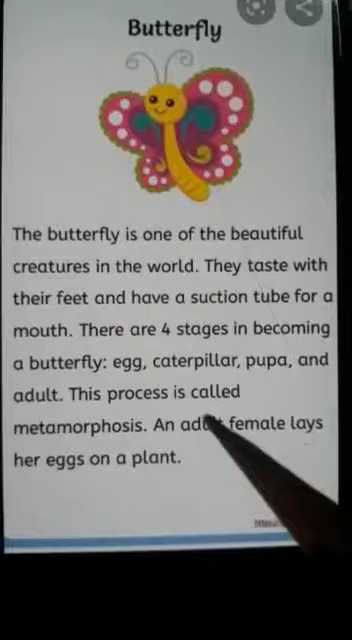 Butterfly
The butterfly is one of the beautiful
creatures in the world. They taste with
their feet and have a suction tube for a
mouth. There are 4 stages in becoming
a butterfly: egg, caterpillar, pupa, and
adult. This process is called
metamorphosis. An adult female lays
her eggs on a plant.